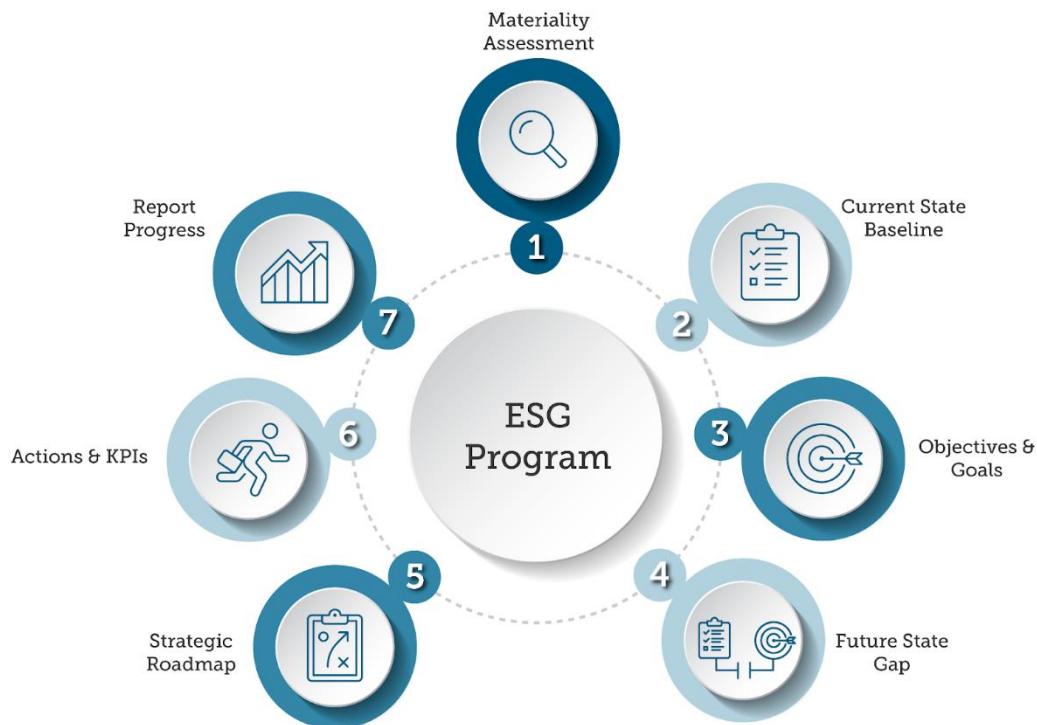 Materiality
Assessment
1
Current State
Baseline
2
Objectives &
Goals
3
Future State
Gap
4
Strategic
Roadmap
5
Actions & KPIs
6
Report
Progress
7
ESG
Program